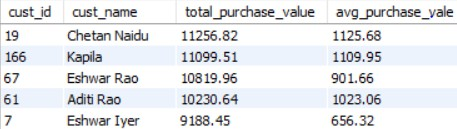 cust_id cust_name total_purchase_value avg_purchase_yale
19 Chetan Naidu 11256.82 1125.68
166 Kapila 11099.51 1109.95
67 Eshwar Rao 10819.96 901.66
61 Aditi Rao 10230.64 1023.06
7 Eshwar Iyer 9188.45 656.32